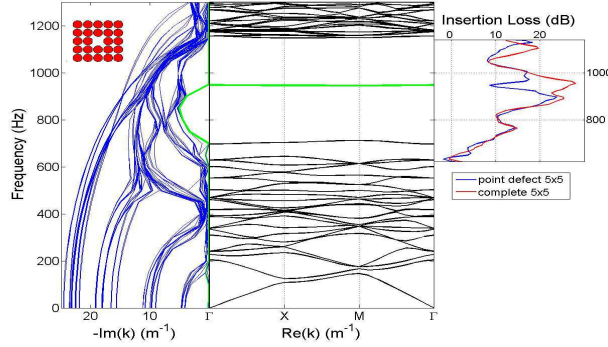 Insertion Loss (dB)
0 10 20
1200
1000
800
600
400
200
0
Frequency (Hz)
1000
800
point defect 5x5
complete 5x5
20 10 Γ X M Γ
-Im(k) (m⁻¹) Re(k) (m⁻¹)